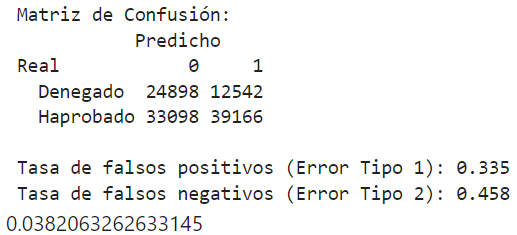 Matriz de Confusión:
Predicho
Real 0 1
Denegado 24898 12542
Haprobado 33098 39166
Tasa de falsos positivos (Error Tipo 1): 0.335
Tasa de falsos negativos (Error Tipo 2): 0.458
0.0382063262633145